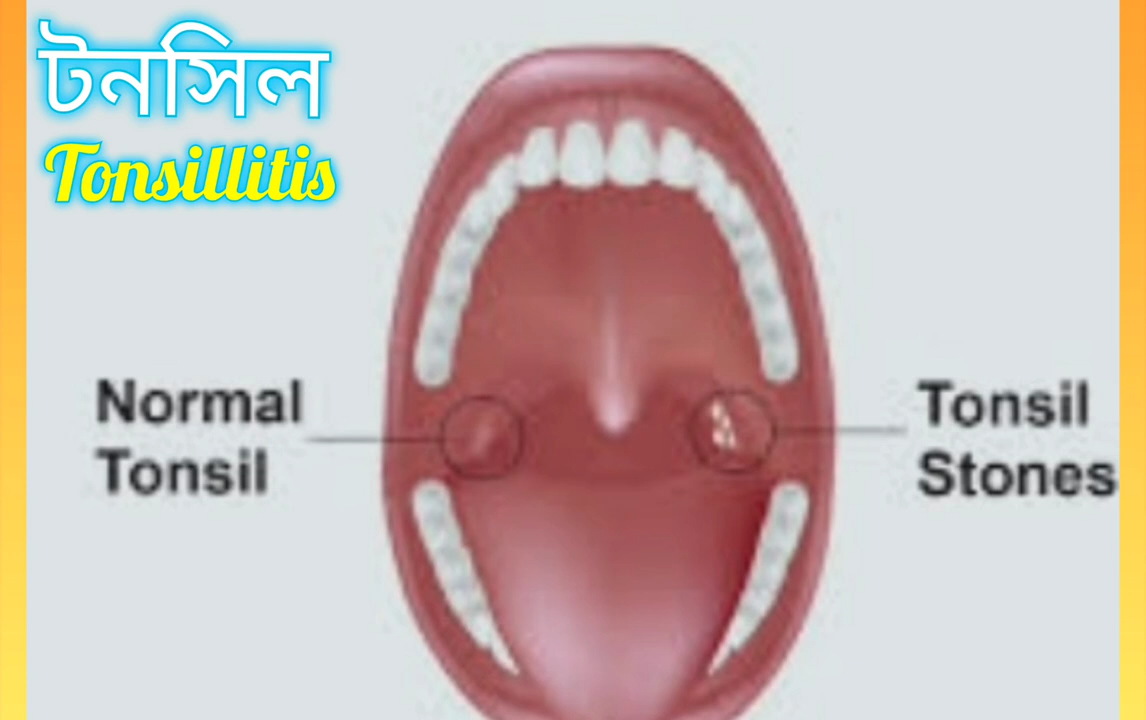 টনসিল
Tonsillitis
Normal
Tonsil
Tonsil
Stones